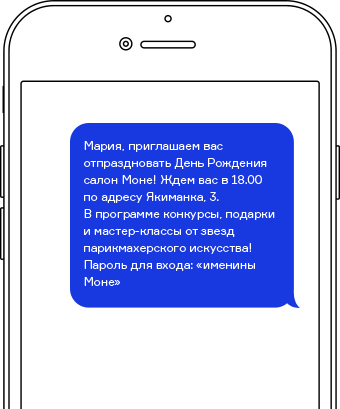 Мария, приглашаем вас
отпраздновать День Рождения
салон Моне! Ждем вас в 18.00
по адресу Якиманка, 3.
В программе конкурсы, подарки
и мастер-классы от звезд
парикмахерского искусства!
Пароль для входа: «именины
Моне»